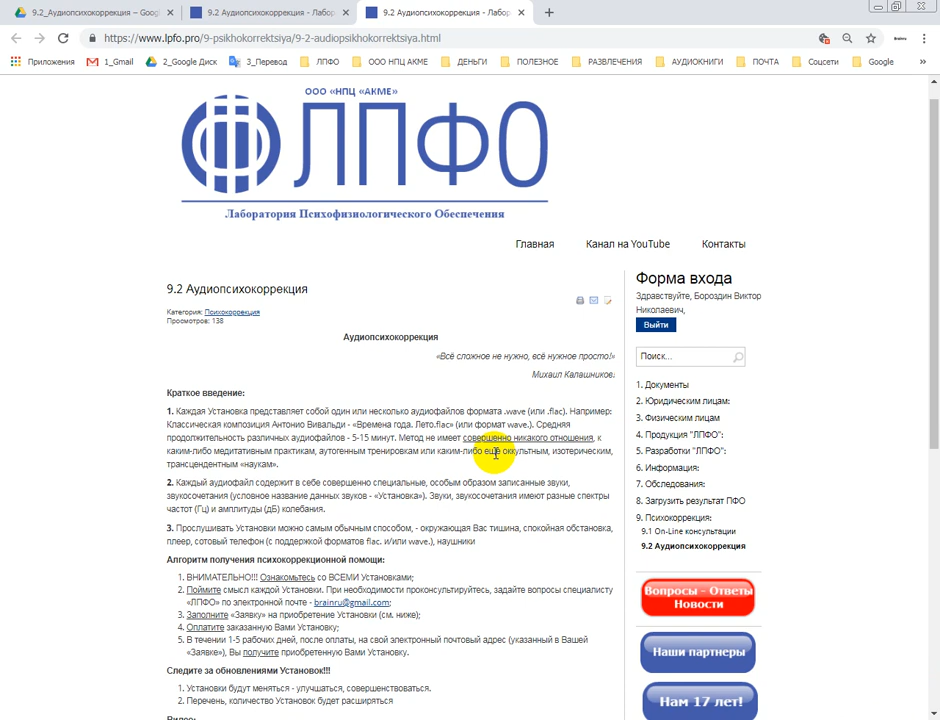 9.2_Аудиопсихокоррекция – Googl
9.2 Аудиопсихокоррекция - Лабор
9.2 Аудиопсихокоррекция - Лабор
https://www.lpfo.pro/9-psikhokorrektsiya/9-2-audiopsikhokorrektsiya.html
Приложения 1_Gmail 2_Google Диск 3_Перевод ЛПФО ООО НПЦ АКМЕ ДЕНЬГИ ПОЛЕЗНОЕ РАЗВЛЕЧЕНИЯ АУДИОКНИГИ ПОЧТА Соцсети Google »
ООО «НПЦ «АКМЕ»
ЛПФО
Лаборатория Психофизиологического Обеспечения
Главная Канал на YouTube Контакты
9.2 Аудиопсихокоррекция
Категория: Психокоррекция
Просмотров: 138
Аудиопсихокоррекция
«Всё сложное не нужно, всё нужное просто!»
Михаил Калашников.
Краткое введение:
1. Каждая Установка представляет собой один или несколько аудиофайлов формата .wave (или .flac). Например:
Классическая композиция Антонио Вивальди - «Времена года. Лето.flac» (или формат wave.). Средняя
продолжительность различных аудиофайлов - 5-15 минут. Метод не имеет совершенно никакого отношения, к
каким-либо медитативным практикам, аутогенным тренировкам или каким-либо ещё оккультным, изотерическим,
трансцендентным «наукам».
2. Каждый аудиофайл содержит в себе совершенно специальные, особым образом записанные звуки,
звукосочетания (условное название данных звуков - «Установка»). Звуки, звукосочетания имеют разные спектры
частот (Гц) и амплитуды (дБ) колебания.
3. Прослушивать Установки можно самым обычным способом, - окружающая Вас тишина, спокойная обстановка,
плеер, сотовый телефон (с поддержкой форматов flac. и/или wave.), наушники
Алгоритм получения психокоррекционной помощи:
1. ВНИМАТЕЛЬНО!!! Ознакомьтесь со ВСЕМИ Установками;
2. Поймите смысл каждой Установки. При необходимости проконсультируйтесь, задайте вопросы специалисту
«ЛПФО» по электронной почте - brainru@gmail.com;
3. Заполните «Заявку» на приобретение Установки (см. ниже);
4. Оплатите заказанную Вами Установку;
5. В течении 1-5 рабочих дней, после оплаты, на свой электронный почтовый адрес (указанный в Вашей
«Заявке»), Вы получите приобретенную Вами Установку.
Следите за обновлениями Установок!!!
1. Установки будут меняться - улучшаться, совершенствоваться.
2. Перечень, количество Установок будет расширяться
Видео:
Форма входа
Здравствуйте, Бороздин Виктор
Николаевич,
Выйти
Поиск...
1. Документы
2. Юридическим лицам:
3. Физическим лицам
4. Продукция "ЛПФО":
5. Разработки "ЛПФО":
6. Информация:
7. Обследования:
8. Загрузить результат ПФО
9. Психокоррекция:
9.1 On-Line консультации
9.2 Аудиопсихокоррекция
Вопросы - Ответы
Новости
Наши партнеры
Нам 17 лет!